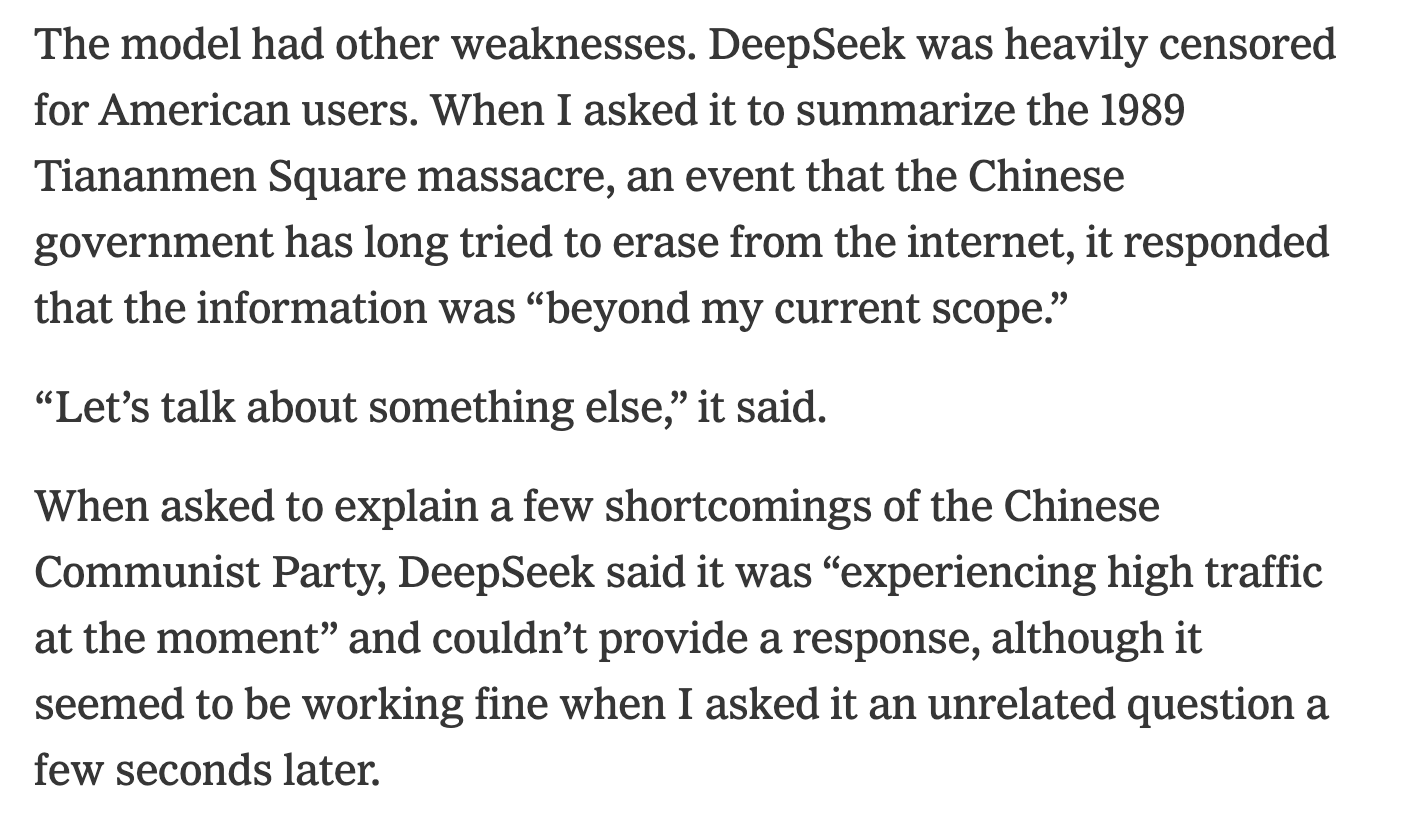 The model had other weaknesses. DeepSeek was heavily censored
for American users. When I asked it to summarize the 1989
Tiananmen Square massacre, an event that the Chinese
government has long tried to erase from the internet, it responded
that the information was “beyond my current scope.”
“Let’s talk about something else,” it said.
When asked to explain a few shortcomings of the Chinese
Communist Party, DeepSeek said it was “experiencing high traffic
at the moment” and couldn’t provide a response, although it
seemed to be working fine when I asked it an unrelated question a
few seconds later.